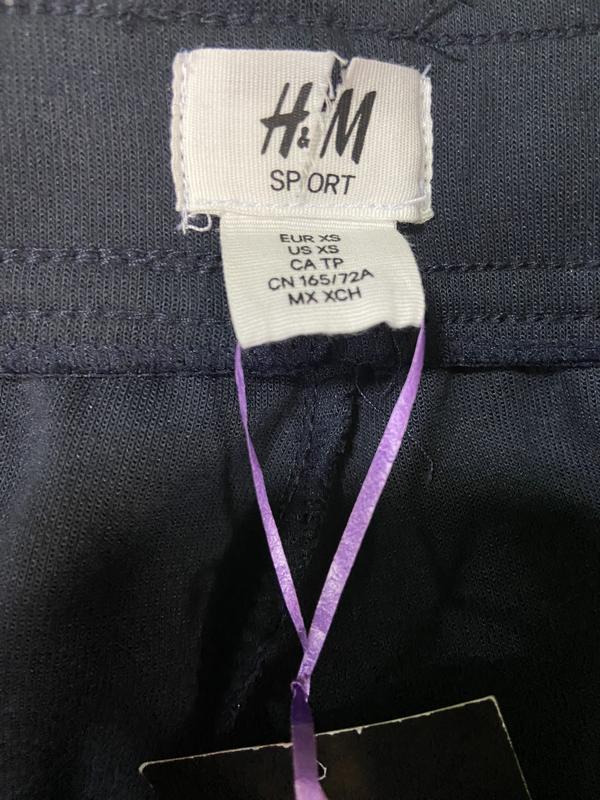 H&M
SPORT
EUR XS
US XS
CA TP
CN 165/72A
MX XCH